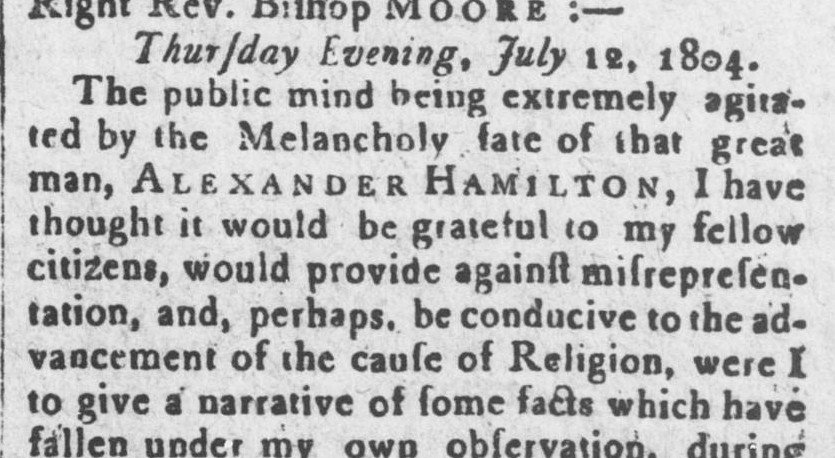 Right Rev. Biſhop MOORE :—
Thurſday Evening, July 12, 1804.
The public mind being extremely agita-
ted by the Melancholy fate of that great
man, ALEXANDER HAMILTON, I have
thought it would be grateful to my fellow
citizens, would provide againſt miſrepreſen-
tation, and, perhaps, be conducive to the ad-
vancement of the cauſe of Religion, were I
to give a narrative of ſome facts which have
fallen under my own obſervation, during